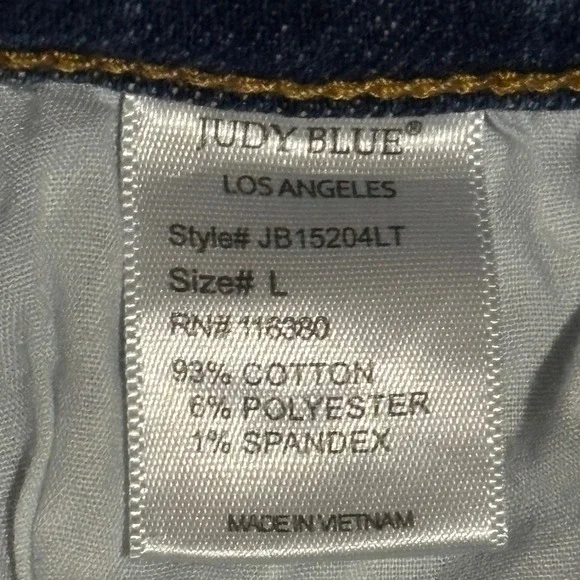 JUDY BLUE®
LOS ANGELES
Style# JB15204LT
Size# L
RN# 116380
93% COTTON
6% POLYESTER
1% SPANDEX
MADE IN VIETNAM